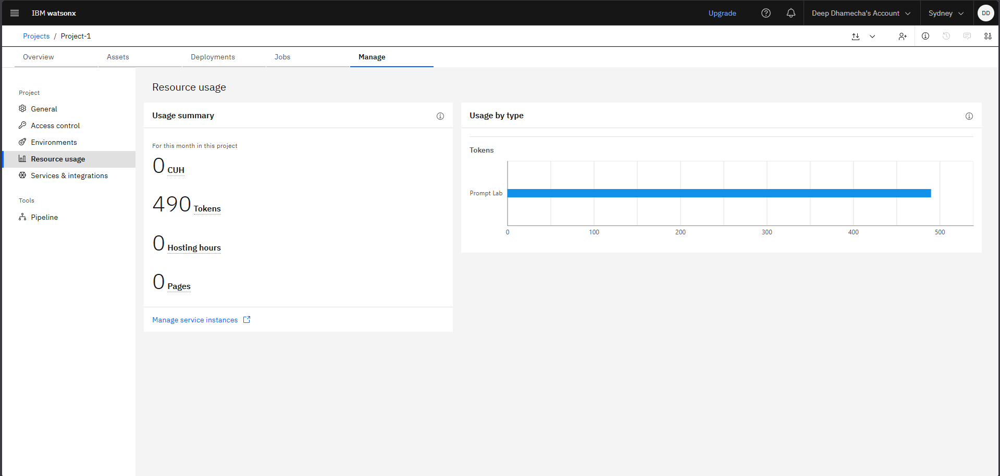 IBM watsonx
Upgrade
Deep Dhamecha's Account
Sydney
DD
Projects / Project-1
Overview
Assets
Deployments
Jobs
Manage
Project
General
Access control
Environments
Resource usage
Services & integrations
Tools
Pipeline
Resource usage
Usage summary
For this month in this project
0 CUH
490 Tokens
0 Hosting hours
0 Pages
Manage service instances
Usage by type
Tokens
Prompt Lab
0 100 200 300 400 500